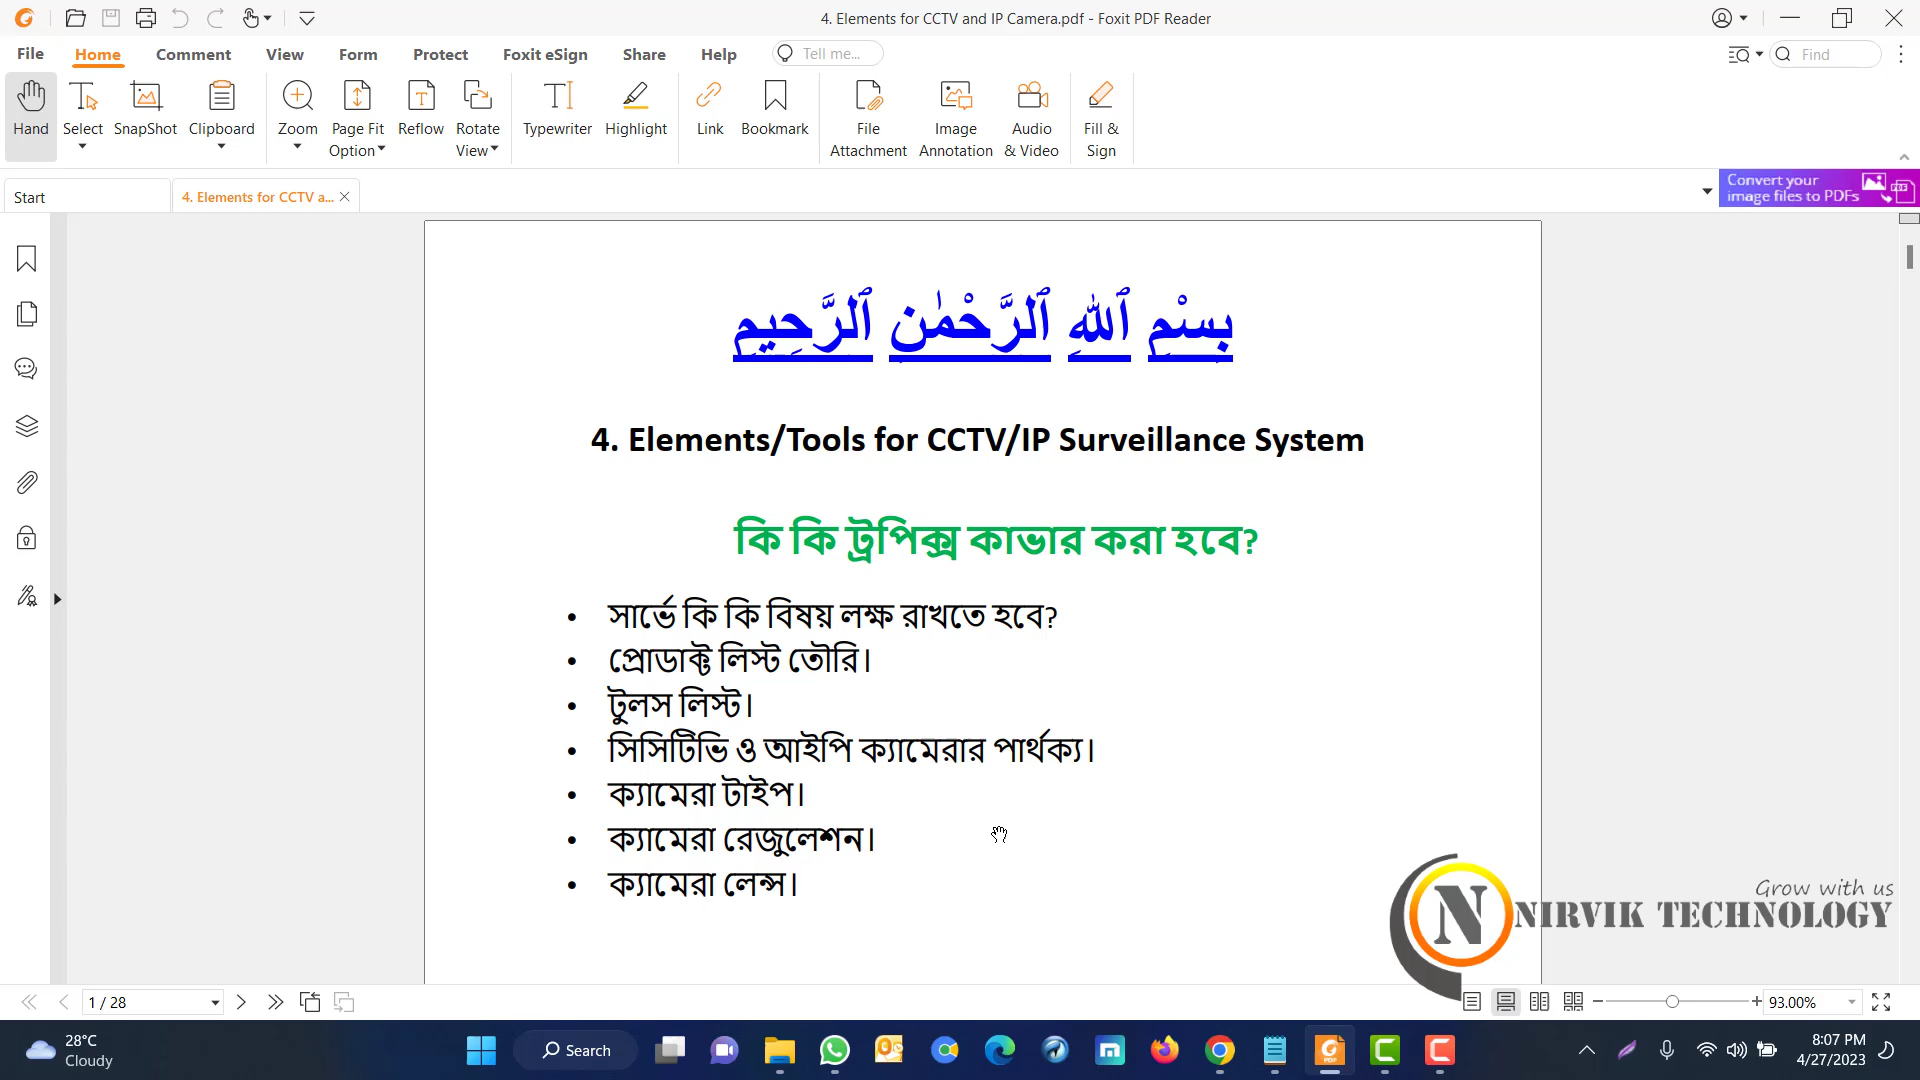 4. Elements for CCTV and IP Camera.pdf - Foxit PDF Reader
File Home Comment View Form Protect Foxit eSign Share Help Tell me... Find
Hand Select SnapShot Clipboard Zoom Page Fit Option Reflow Rotate View Typewriter Highlight Link Bookmark File Attachment Image Annotation Audio & Video Fill & Sign
Start 4. Elements for CCTV a...
Convert your
image files to PDFs
بِسْمِ ٱللهِ ٱلرَّحْمٰنِ ٱلرَّحِيمِ
4. Elements/Tools for CCTV/IP Surveillance System
কি কি ট্রপিক্স কাভার করা হবে?
• সার্ভে কি কি বিষয় লক্ষ রাখতে হবে?
• প্রোডাক্ট লিস্ট তৌরি।
• টুলস লিস্ট।
• সিসিটিভি ও আইপি ক্যামেরার পার্থক্য।
• ক্যামেরা টাইপ।
• ক্যামেরা রেজুলেশন।
• ক্যামেরা লেন্স।
Grow with us
NIRVIK TECHNOLOGY
1 / 28 93.00%
28°C
Cloudy
Search
8:07 PM
4/27/2023